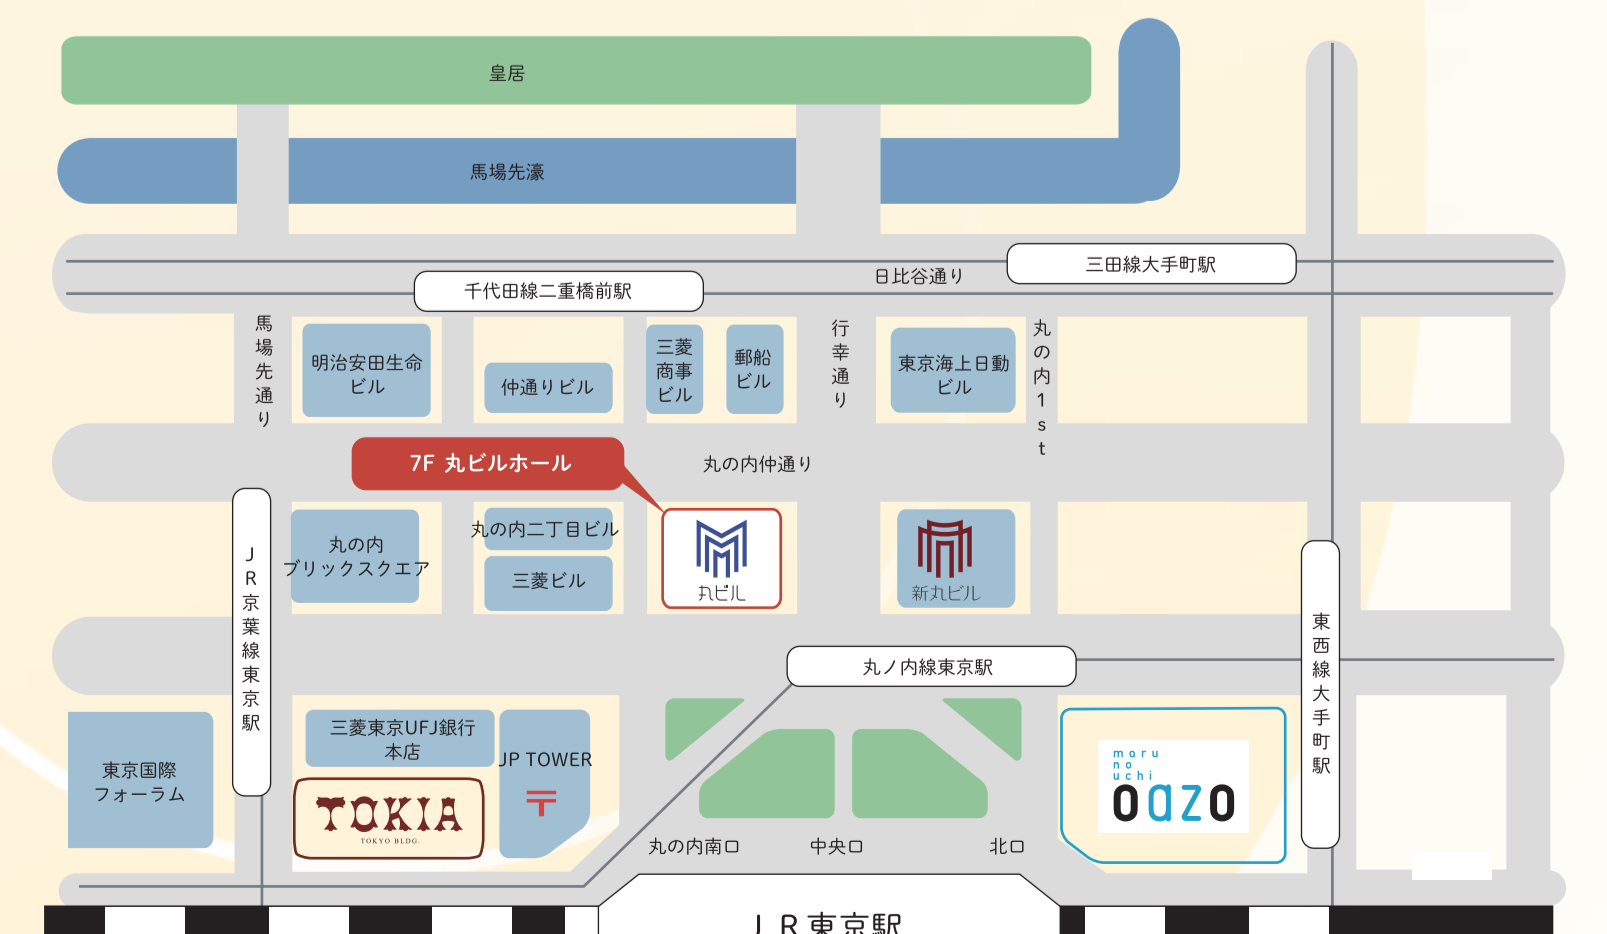 皇居
馬場先濠
三田線大手町駅
日比谷通り
千代田線二重橋前駅
馬場先通り
明治安田生命
ビル
仲通りビル
三菱
商事
ビル
郵船
ビル
行幸通り
東京海上日動
ビル
丸の内1st
7F 丸ビルホール
丸の内仲通り
JR京葉線東京駅
丸の内
ブリックスクエア
丸の内二丁目ビル
三菱ビル
丸ビル
新丸ビル
東西線大手町駅
丸ノ内線東京駅
東京国際
フォーラム
三菱東京UFJ銀行
本店
JP TOWER
〒
TOKIA
TOKYO BLDG.
maru
no
uchi
oazo
丸の内南口
中央口
北口
JR東京駅